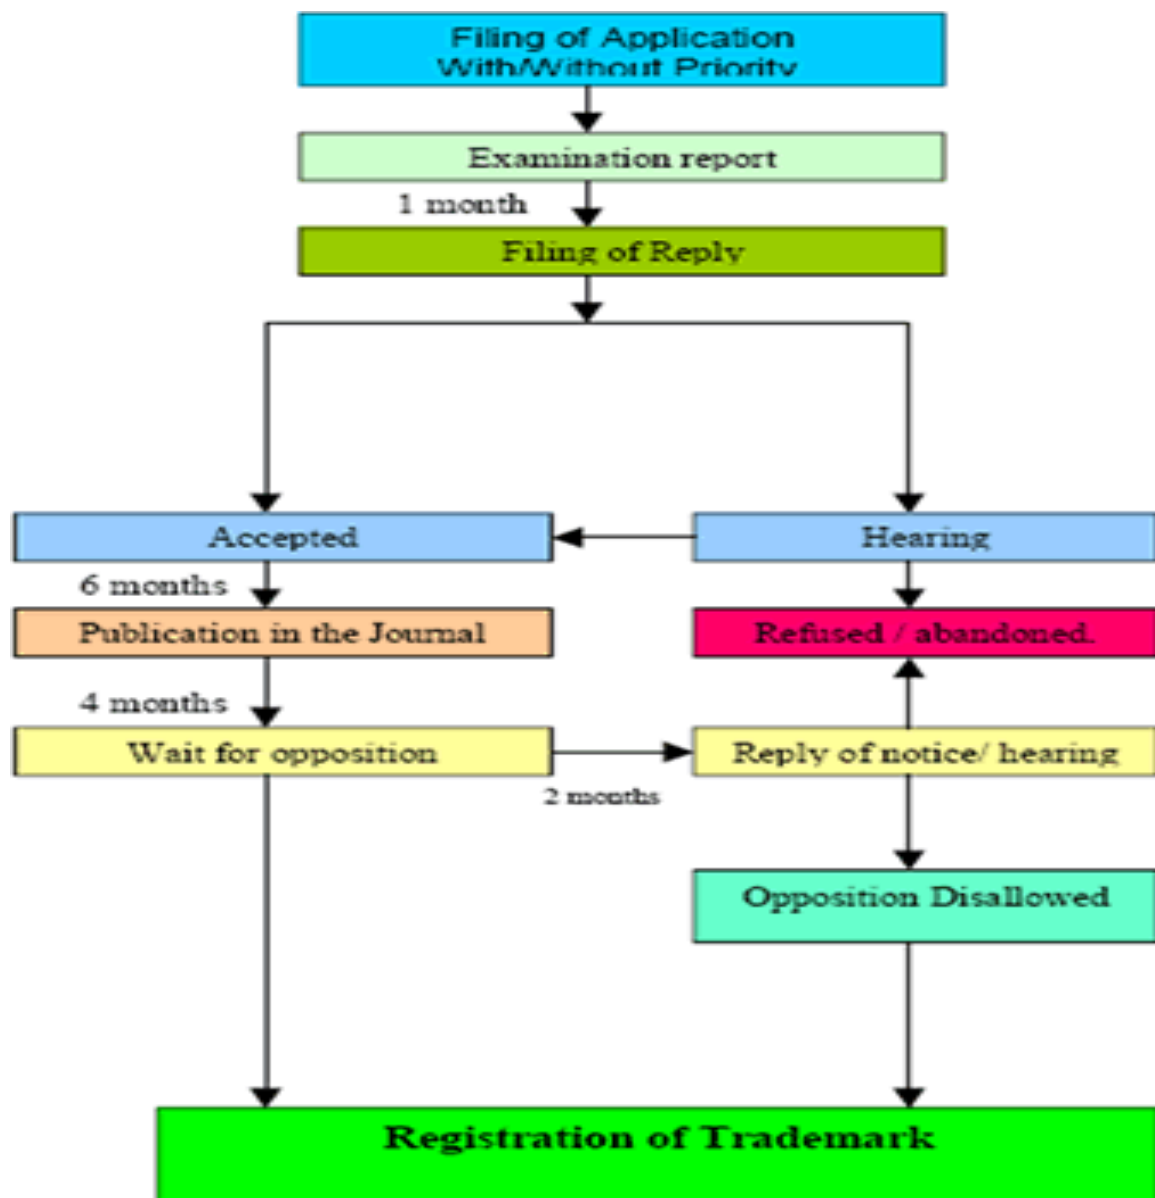 Filing of Application
With/Without Priority
Examination report
1 month
Filing of Reply
Accepted
Hearing
6 months
Publication in the Journal
Refused / abandoned.
4 months
Wait for opposition
Reply of notice/ hearing
2 months
Opposition Disallowed
Registration of Trademark